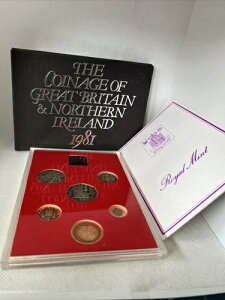 THE
COINAGE OF
GREAT BRITAIN
& NORTHERN
IRELAND
1981
Royal Mint